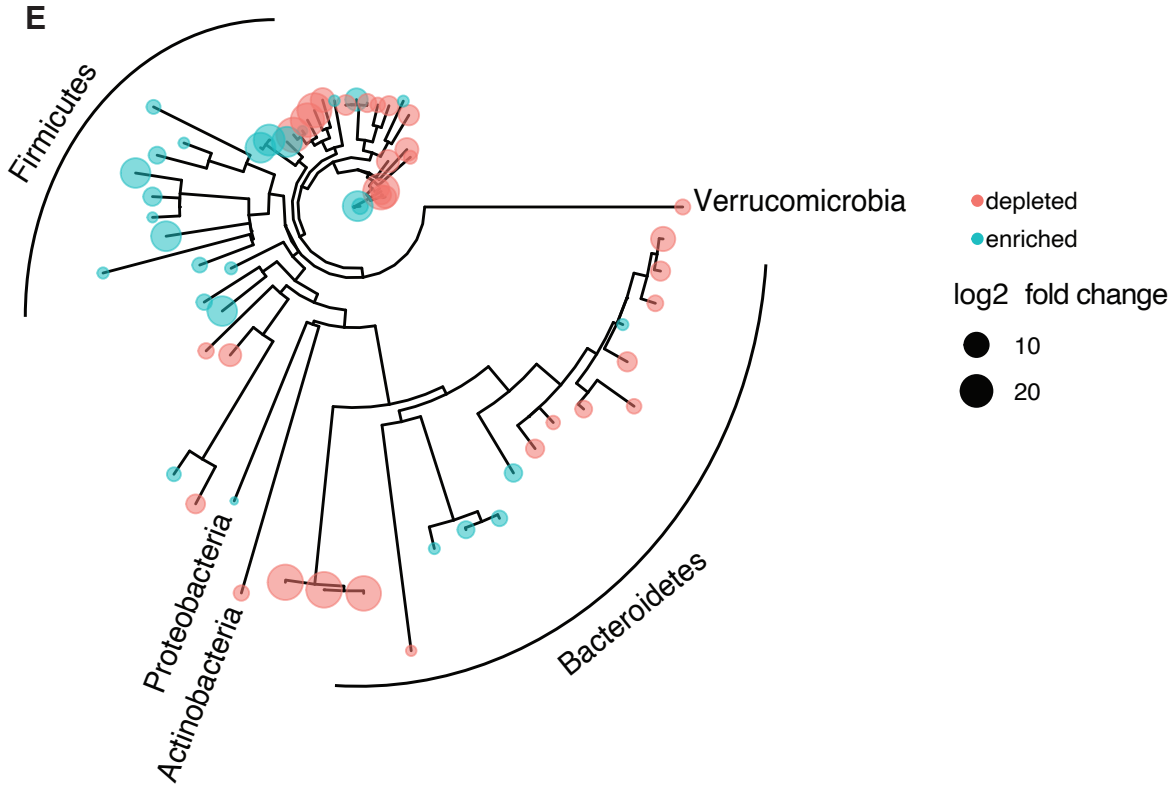 E
Firmicutes
Verrucomicrobia
depleted
enriched
log2 fold change
10
20
Proteobacteria
Actinobacteria
Bacteroidetes